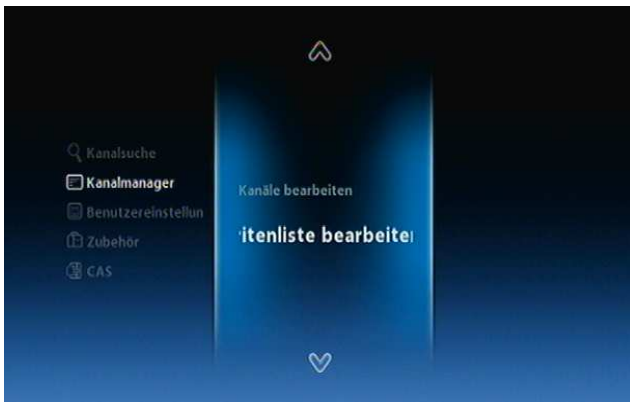 Kanalsuche
Kanalmanager
Benutzereinstellun
Zubehör
CAS
Kanäle bearbeiten
itenliste bearbeite